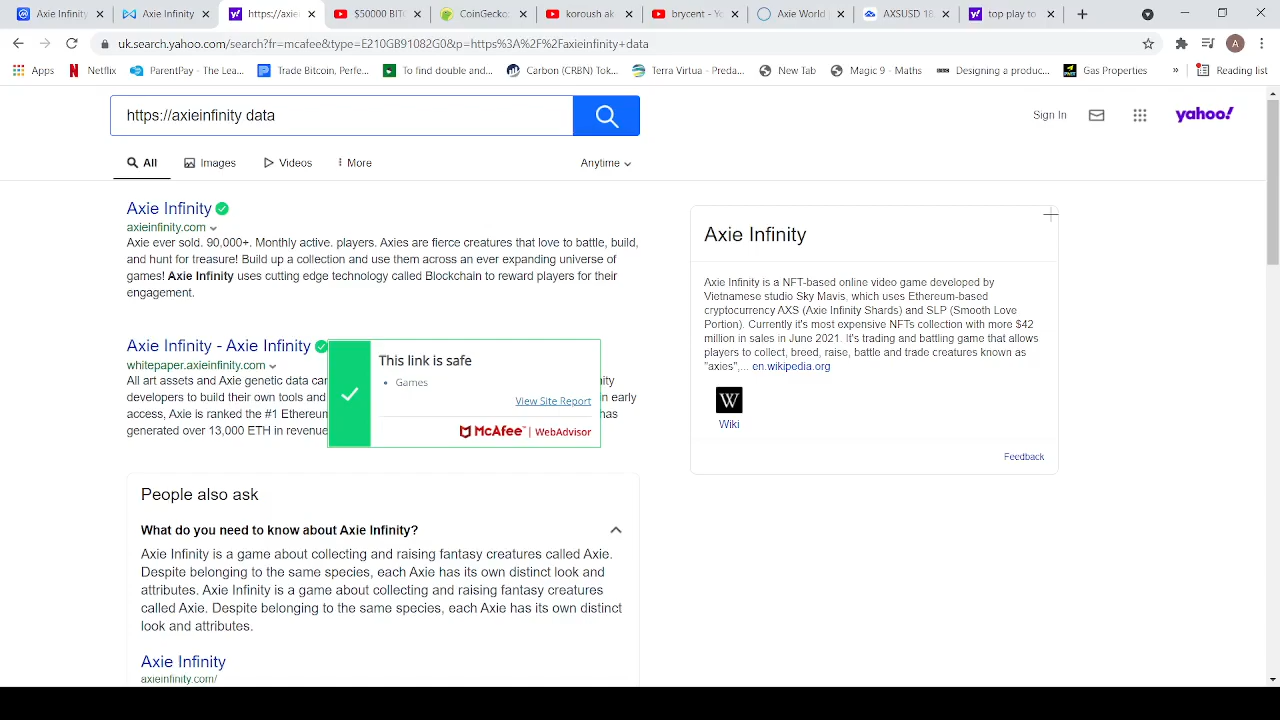 Axie Infinity
Axie Infinity
https://axie
$50000 BIT
CoinGecko:
koroush ak
brycent - Yo
Axie World
AXSUSD
top play to
uk.search.yahoo.com/search?fr=mcafee&type=E210GB91082G0&p=https%3A%2F%2Faxieinfinity+data
A
Apps
Netflix
ParentPay - The Lea...
Trade Bitcoin, Perfe...
To find double and...
Carbon (CRBN) Tok...
Terra Virtua - Preda...
New Tab
Magic 9 - Maths
Designing a produc...
Gas Properties
»
Reading list
https://axieinfinity data
Sign In
yahoo!
All
Images
Videos
More
Anytime
Axie Infinity
axieinfinity.com
Axie ever sold. 90,000+. Monthly active. players. Axies are fierce creatures that love to battle, build,
and hunt for treasure! Build up a collection and use them across an ever expanding universe of
games! Axie Infinity uses cutting edge technology called Blockchain to reward players for their
engagement.
Axie Infinity - Axie Infinity
whitepaper.axieinfinity.com
All art assets and Axie genetic data can
developers to build their own tools and
access, Axie is ranked the #1 Ethereum
generated over 13,000 ETH in revenue
nity
n early
has
This link is safe
Games
View Site Report
McAfee™ | WebAdvisor
People also ask
What do you need to know about Axie Infinity?
Axie Infinity is a game about collecting and raising fantasy creatures called Axie.
Despite belonging to the same species, each Axie has its own distinct look and
attributes. Axie Infinity is a game about collecting and raising fantasy creatures
called Axie. Despite belonging to the same species, each Axie has its own distinct
look and attributes.
Axie Infinity
axieinfinity.com/
Axie Infinity
Axie Infinity is a NFT-based online video game developed by
Vietnamese studio Sky Mavis, which uses Ethereum-based
cryptocurrency AXS (Axie Infinity Shards) and SLP (Smooth Love
Portion). Currently it's most expensive NFTs collection with more $42
million in sales in June 2021. It's trading and battling game that allows
players to collect, breed, raise, battle and trade creatures known as
"axies",... en.wikipedia.org
W
Wiki
Feedback